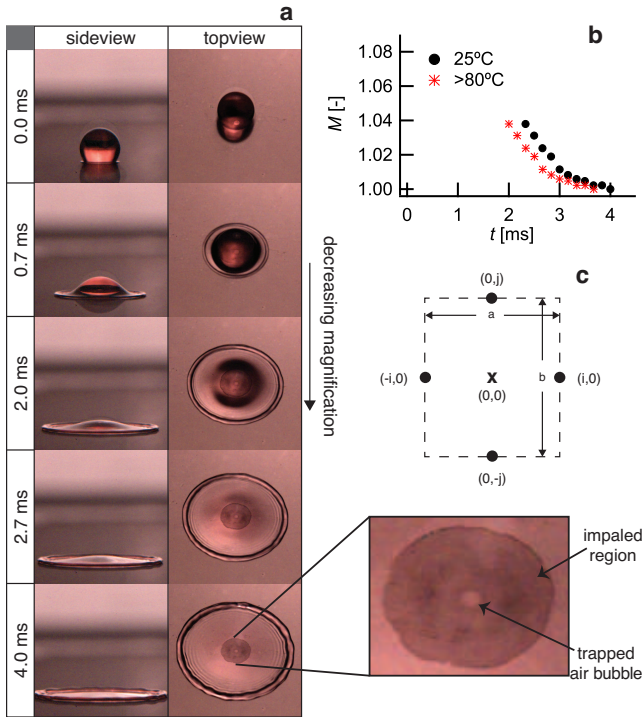 a
sideview topview
0.0 ms
0.7 ms
2.0 ms
2.7 ms
4.0 ms
decreasing magnification
b
1.08
1.06
1.04
1.02
1.00
M [-]
25ºC
>80ºC
0 1 2 3 4
t [ms]
c
(0,j)
a
(-i,0) x b (i,0)
(0,0)
(0,-j)
impaled
region
trapped
air bubble